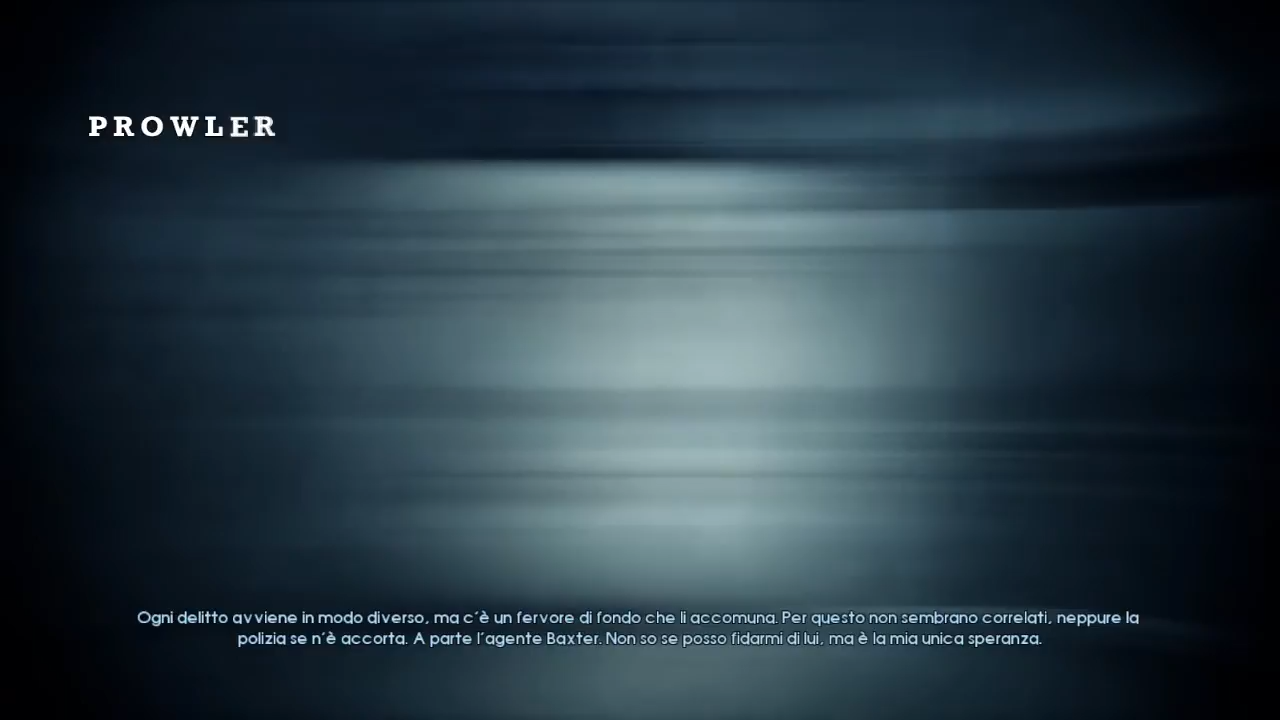 PROWLER
Ogni delitto avviene in modo diverso, ma c'è un fervore di fondo che li accomuna. Per questo non sembrano correlati, neppure la
polizia se n'è accorta. A parte l'agente Baxter. Non so se posso fidarmi di lui, ma è la mia unica speranza.